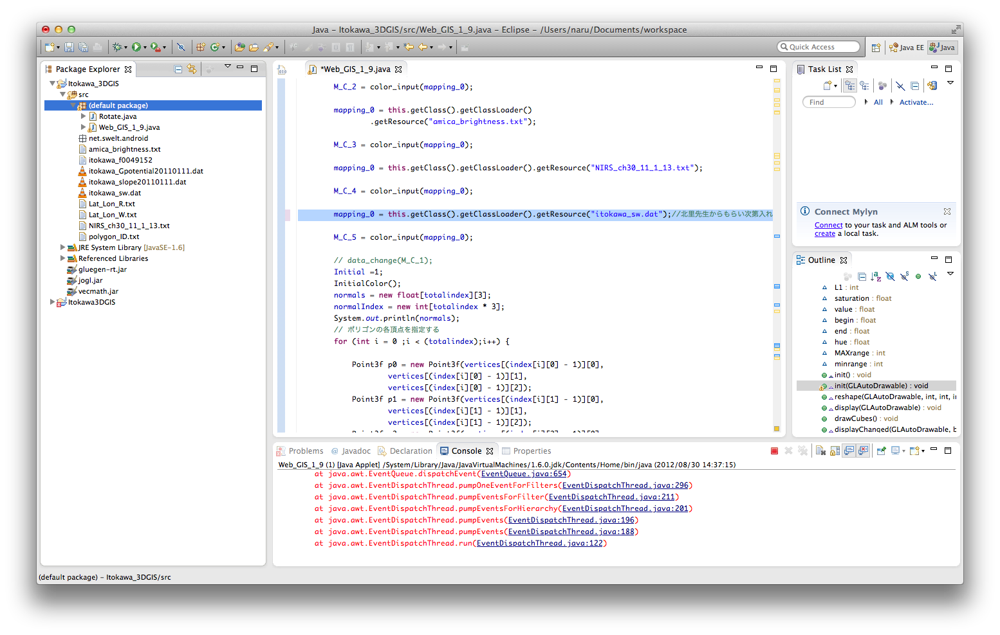 Java – Itokawa_3DGIS/src/Web_GIS_1_9.java – Eclipse – /Users/naru/Documents/workspace
Quick Access
Java EE
Java
Package Explorer
Itokawa_3DGIS
src
(default package)
Rotate.java
Web_GIS_1_9.java
net.swelt.android
amica_brightness.txt
itokawa_f0049152
itokawa_Gpotential20110111.dat
itokawa_slope20110111.dat
itokawa_sw.dat
Lat_Lon_R.txt
Lat_Lon_W.txt
NIRS_ch30_11_1_13.txt
polygon_ID.txt
JRE System Library [JavaSE-1.6]
Referenced Libraries
gluegen-rt.jar
jogl.jar
vecmath.jar
Itokawa3DGIS
*Web_GIS_1_9.java
M_C_2 = color_input(mapping_0);
mapping_0 = this.getClass().getClassLoader()
.getResource("amica_brightness.txt");
M_C_3 = color_input(mapping_0);
mapping_0 = this.getClass().getClassLoader().getResource("NIRS_ch30_11_1_13.txt");
M_C_4 = color_input(mapping_0);
mapping_0 = this.getClass().getClassLoader().getResource("itokawa_sw.dat");//北里先生からもらい次第入れ
M_C_5 = color_input(mapping_0);
// data_change(M_C_1);
Initial =1;
InitialColor();
normals = new float[totalindex][3];
normalIndex = new int[totalindex * 3];
System.out.println(normals);
// ポリゴンの各頂点を指定する
for (int i = 0 ;i < (totalindex);i++) {
Point3f p0 = new Point3f(vertices[(index[i][0] - 1)][0],
vertices[(index[i][0] - 1)][1],
vertices[(index[i][0] - 1)][2]);
Point3f p1 = new Point3f(vertices[(index[i][1] - 1)][0],
vertices[(index[i][1] - 1)][1],
vertices[(index[i][1] - 1)][2]);
Task List
Find
All
Activate...
Connect Mylyn
Connect to your task and ALM tools or
create a local task.
Outline
L1 : int
saturation : float
value : float
begin : float
end : float
hue : float
MAXrange : int
minrange : int
init() : void
init(GLAutoDrawable) : void
reshape(GLAutoDrawable, int, int, i
display(GLAutoDrawable) : void
drawCubes() : void
displayChanged(GLAutoDrawable, b
Problems
Javadoc
Declaration
Console
Properties
Web_GIS_1_9 (1) [Java Applet] /System/Library/Java/JavaVirtualMachines/1.6.0.jdk/Contents/Home/bin/java (2012/08/30 14:37:15)
at java.awt.EventQueue.dispatchEvent(EventQueue.java:654)
at java.awt.EventDispatchThread.pumpOneEventForFilters(EventDispatchThread.java:296)
at java.awt.EventDispatchThread.pumpEventsForFilter(EventDispatchThread.java:211)
at java.awt.EventDispatchThread.pumpEventsForHierarchy(EventDispatchThread.java:201)
at java.awt.EventDispatchThread.pumpEvents(EventDispatchThread.java:196)
at java.awt.EventDispatchThread.pumpEvents(EventDispatchThread.java:188)
at java.awt.EventDispatchThread.run(EventDispatchThread.java:122)
(default package) – Itokawa_3DGIS/src